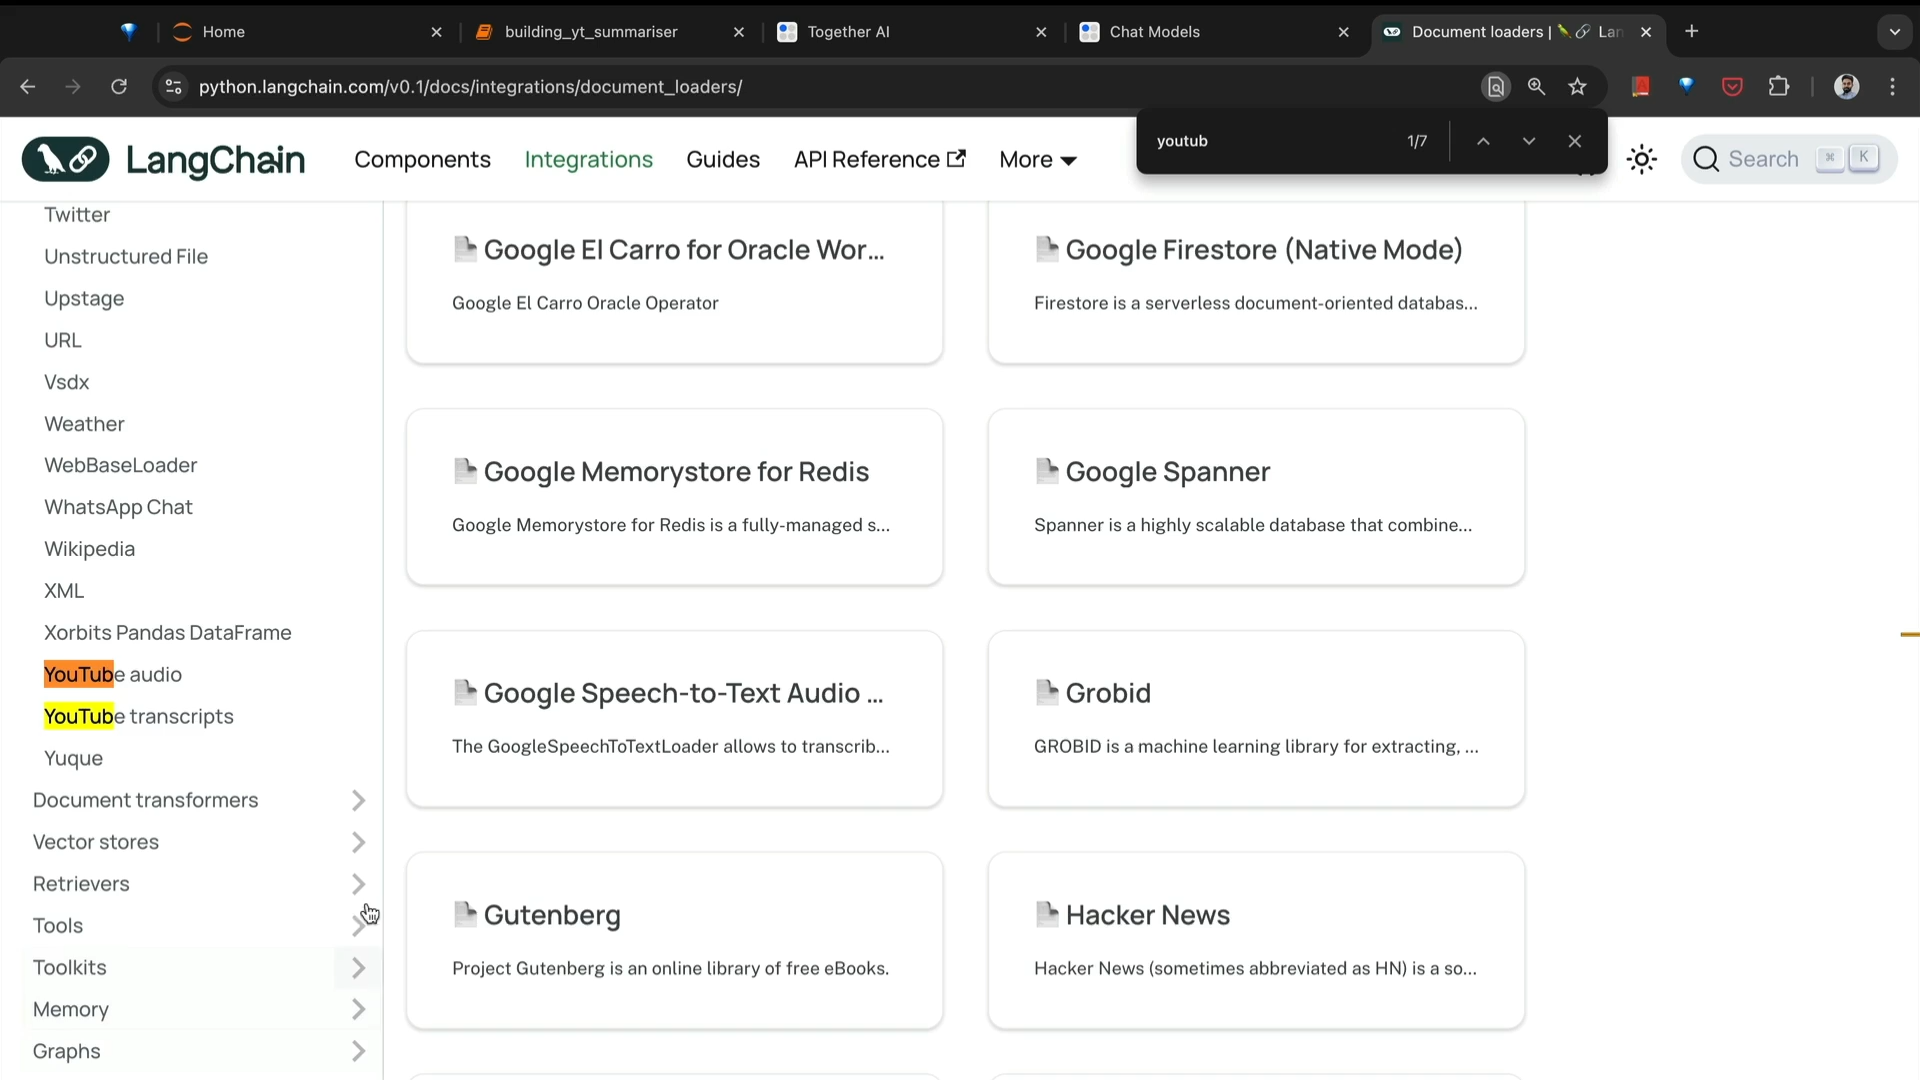 Home
building_yt_summariser
Together AI
Chat Models
Document loaders | 🦜️🔗 Lan
python.langchain.com/v0.1/docs/integrations/document_loaders/
youtub 1/7
LangChain
Components
Integrations
Guides
API Reference
More
Search ⌘ K
Twitter
Unstructured File
Upstage
URL
Vsdx
Weather
WebBaseLoader
WhatsApp Chat
Wikipedia
XML
Xorbits Pandas DataFrame
YouTube audio
YouTube transcripts
Yuque
Document transformers
Vector stores
Retrievers
Tools
Toolkits
Memory
Graphs
Google El Carro for Oracle Wor...
Google El Carro Oracle Operator
Google Firestore (Native Mode)
Firestore is a serverless document-oriented databas...
Google Memorystore for Redis
Google Memorystore for Redis is a fully-managed s...
Google Spanner
Spanner is a highly scalable database that combine...
Google Speech-to-Text Audio ...
The GoogleSpeechToTextLoader allows to transcrib...
Grobid
GROBID is a machine learning library for extracting, ...
Gutenberg
Project Gutenberg is an online library of free eBooks.
Hacker News
Hacker News (sometimes abbreviated as HN) is a so...